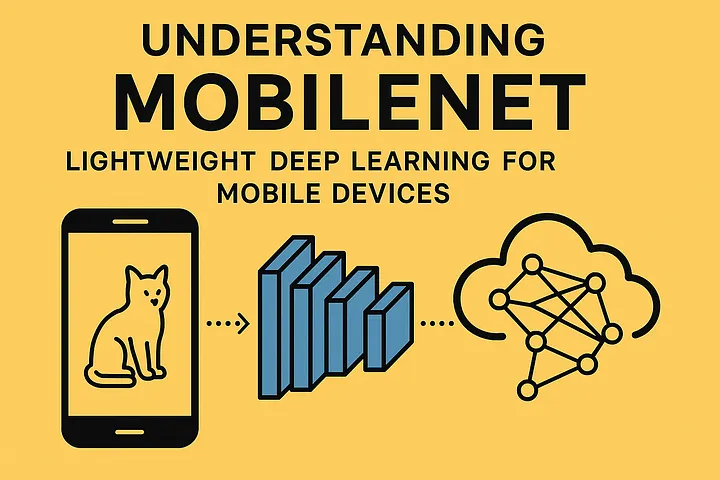 UNDERSTANDING
MOBILENET
LIGHTWEIGHT DEEP LEARNING FOR
MOBILE DEVICES